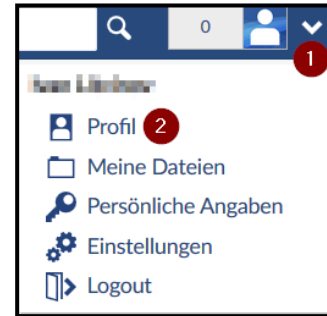 0
1
Profil 2
Meine Dateien
Persönliche Angaben
Einstellungen
Logout